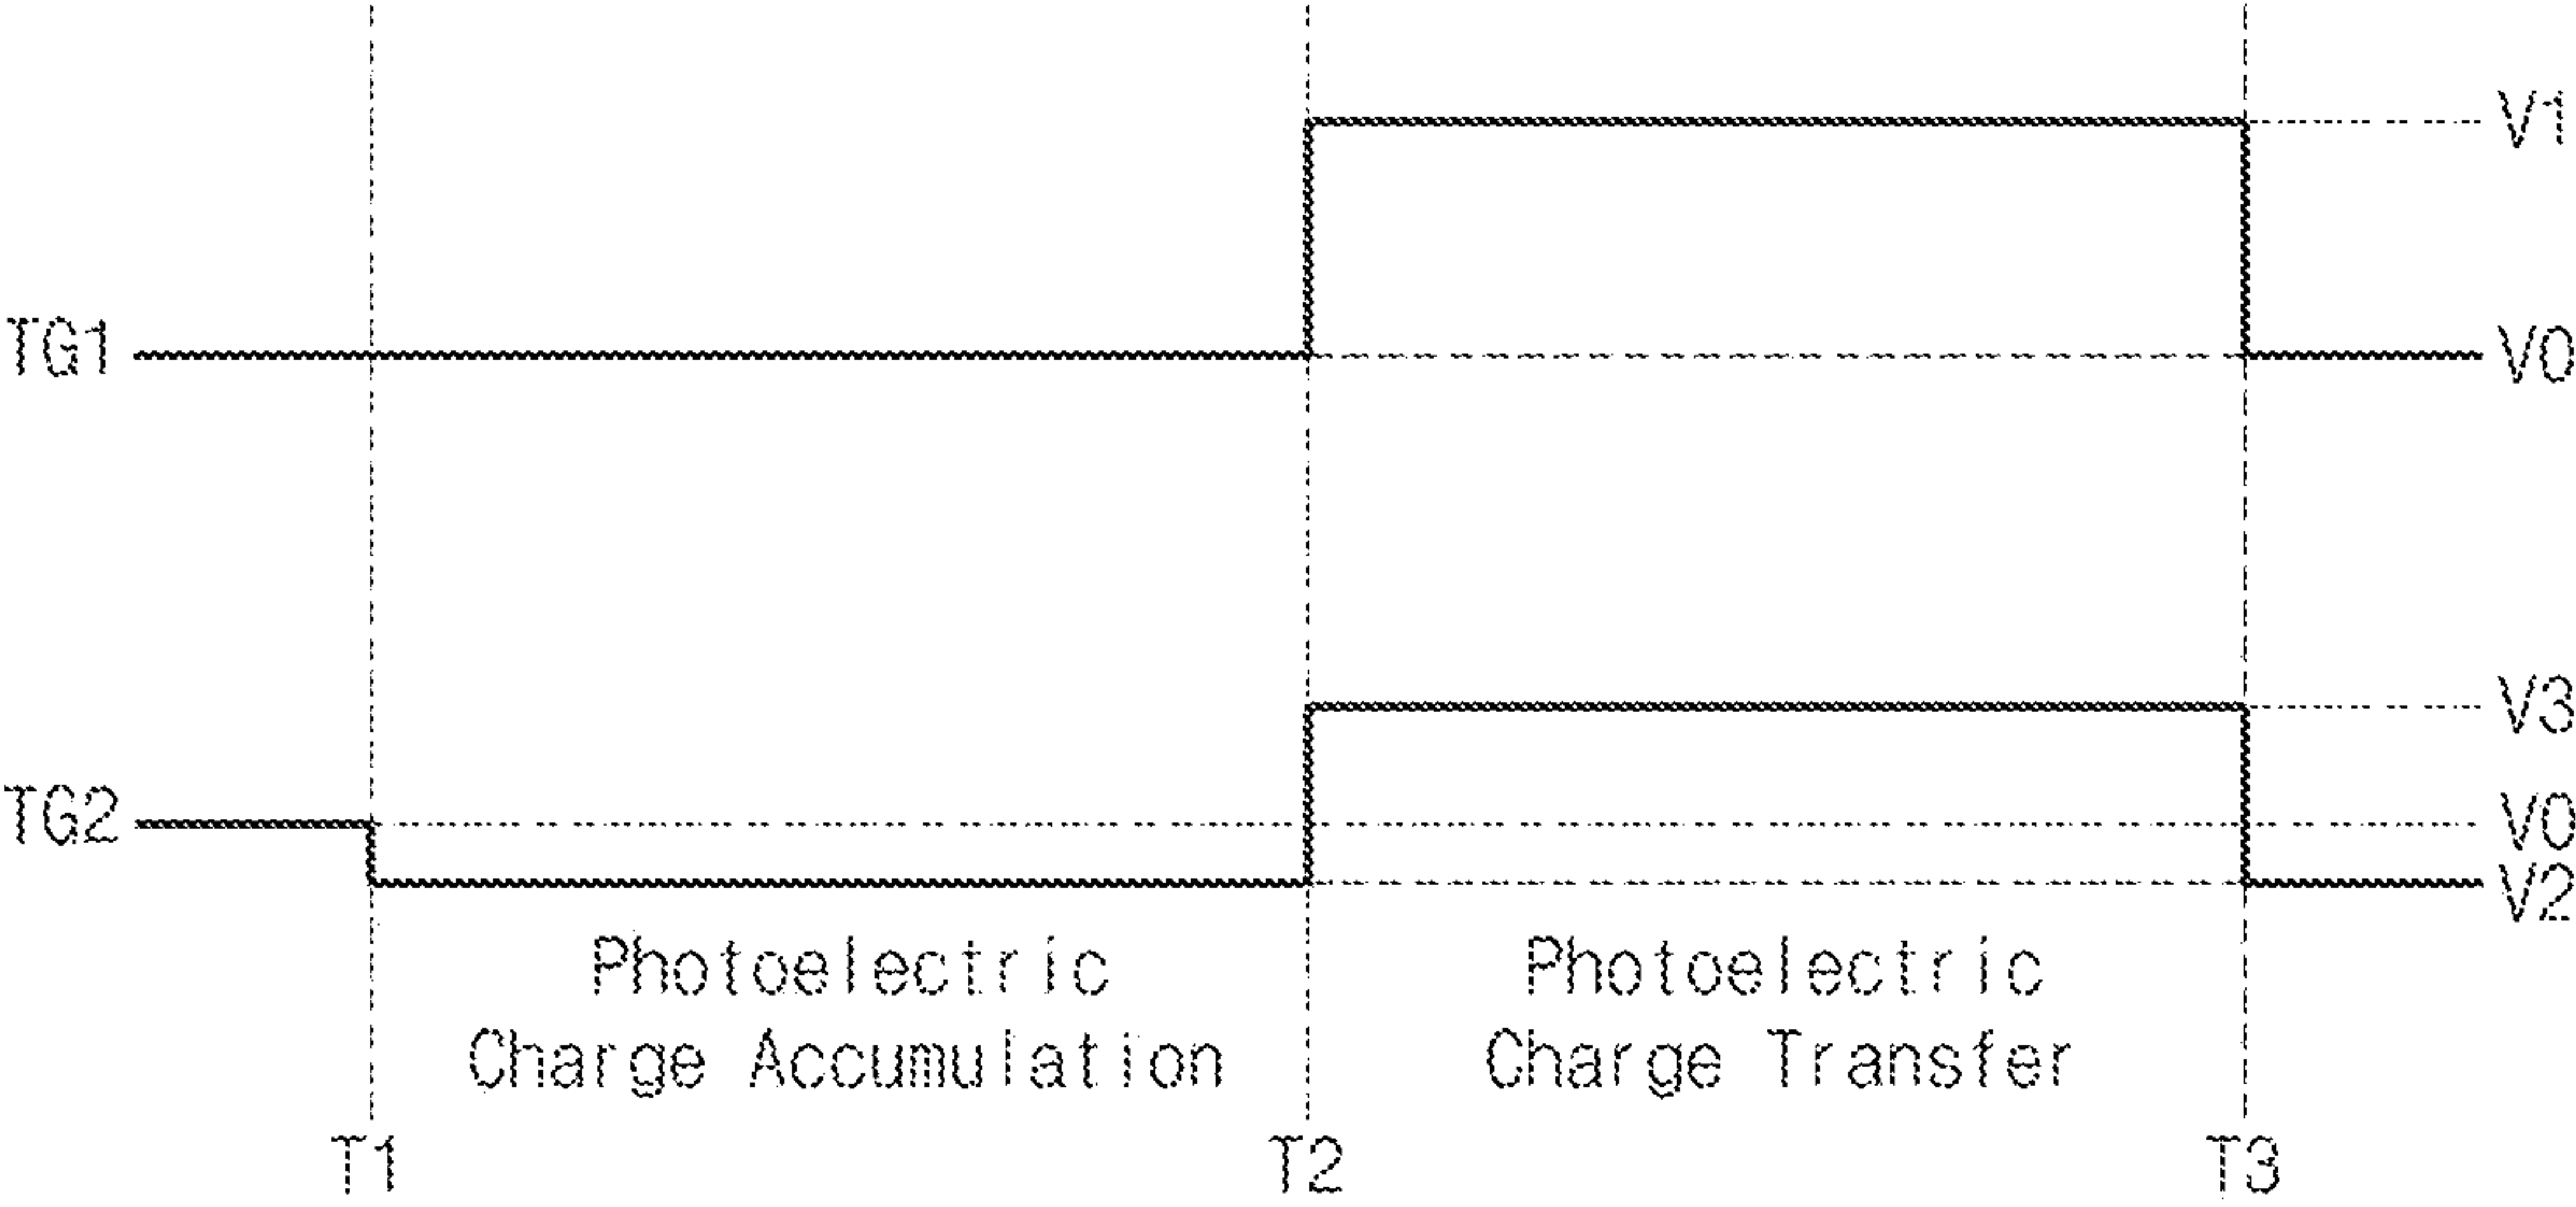 V1
TG1
V0
V3
TG2
V0
V2
Photoelectric
Charge Accumulation
Photoelectric
Charge Transfer
T1
T2
T3